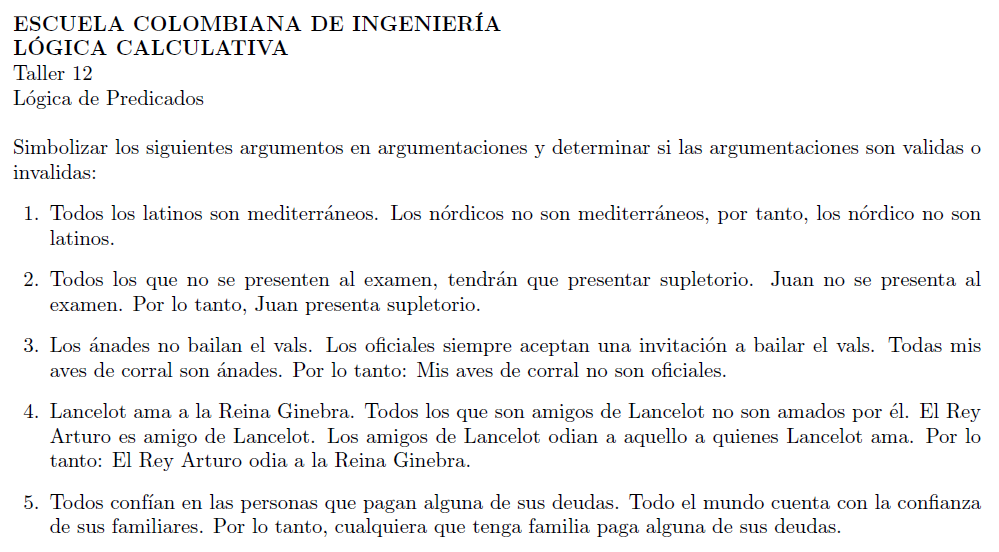 ESCUELA COLOMBIANA DE INGENIERÍA
LÓGICA CALCULATIVA
Taller 12
Lógica de Predicados
Simbolizar los siguientes argumentos en argumentaciones y determinar si las argumentaciones son validas o
invalidas:
1. Todos los latinos son mediterráneos. Los nórdicos no son mediterráneos, por tanto, los nórdico no son
latinos.
2. Todos los que no se presenten al examen, tendrán que presentar supletorio. Juan no se presenta al
examen. Por lo tanto, Juan presenta supletorio.
3. Los ánades no bailan el vals. Los oficiales siempre aceptan una invitación a bailar el vals. Todas mis
aves de corral son ánades. Por lo tanto: Mis aves de corral no son oficiales.
4. Lancelot ama a la Reina Ginebra. Todos los que son amigos de Lancelot no son amados por él. El Rey
Arturo es amigo de Lancelot. Los amigos de Lancelot odian a aquello a quienes Lancelot ama. Por lo
tanto: El Rey Arturo odia a la Reina Ginebra.
5. Todos confían en las personas que pagan alguna de sus deudas. Todo el mundo cuenta con la confianza
de sus familiares. Por lo tanto, cualquiera que tenga familia paga alguna de sus deudas.